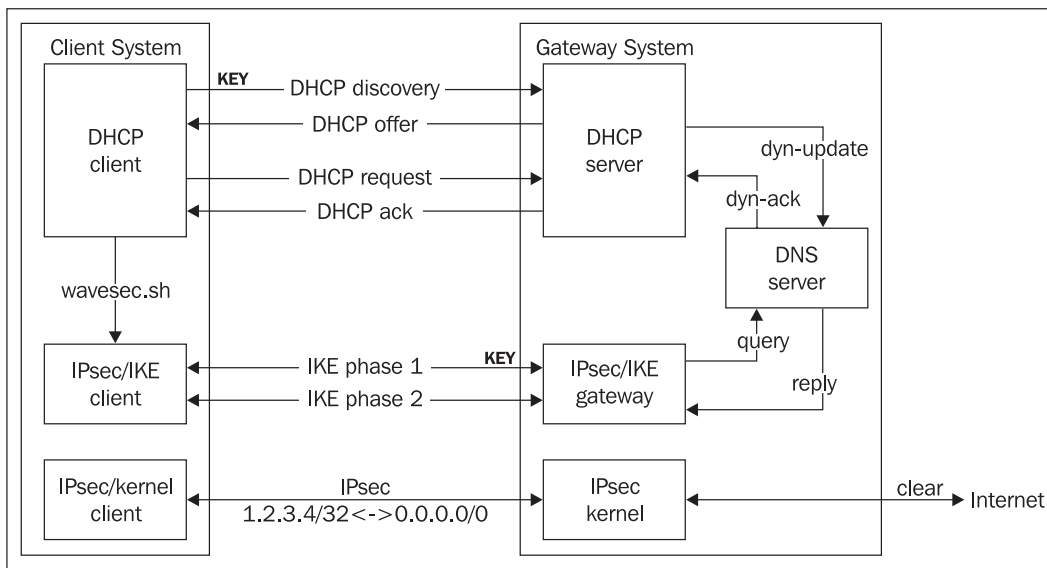 Client System
Gateway System
KEY
DHCP discovery
DHCP offer
DHCP
client
DHCP
server
dyn-update
DHCP request
dyn-ack
DHCP ack
DNS
server
wavesec.sh
query
IPsec/IKE
client
IKE phase 1
KEY
IKE phase 2
IPsec/IKE
gateway
reply
IPsec/kernel
client
IPsec
1.2.3.4/32<->0.0.0.0/0
IPsec
kernel
clear
Internet